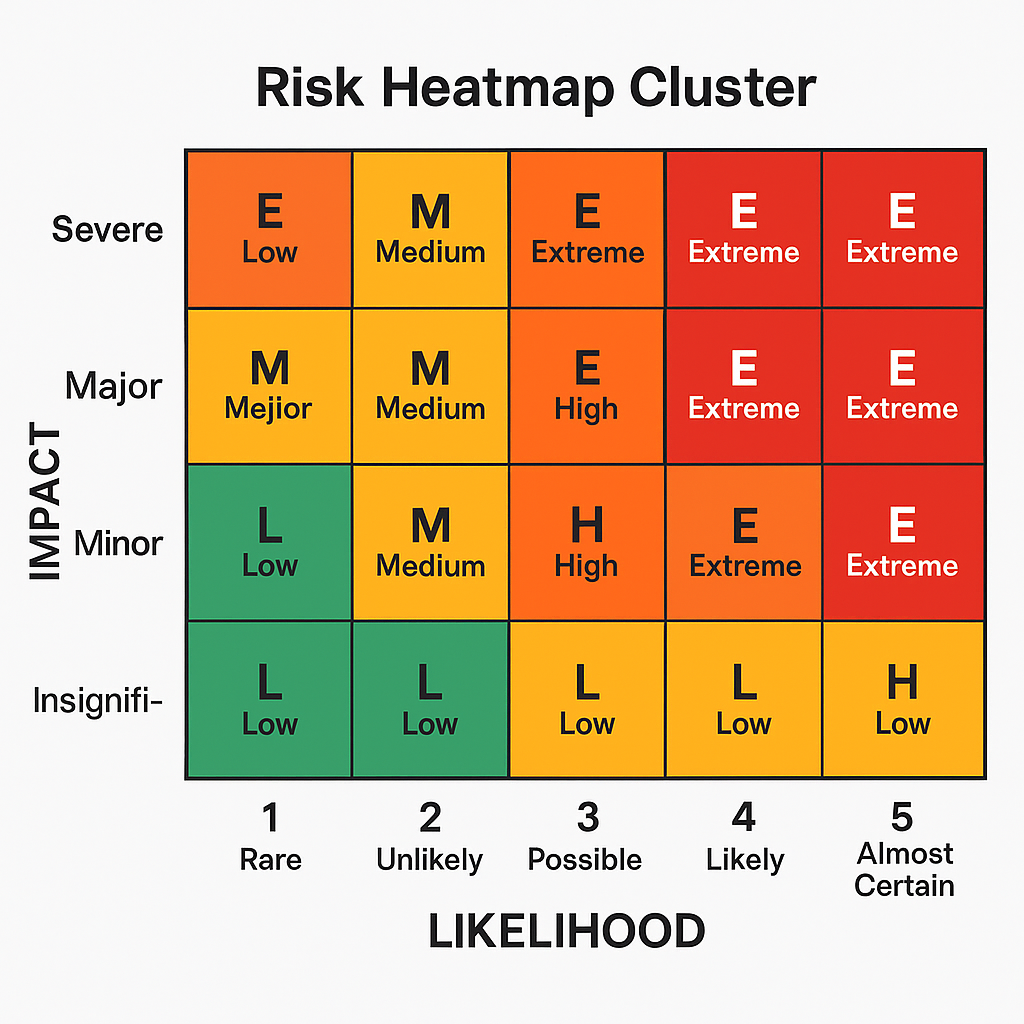 Risk Heatmap Cluster
Severe
E
Low
M
Medium
E
Extreme
E
Extreme
E
Extreme
Major
M
Mejior
M
Medium
E
High
E
Extreme
E
Extreme
IMPACT
Minor
L
Low
M
Medium
H
High
E
Extreme
E
Extreme
Insignifi-
L
Low
L
Low
L
Low
L
Low
H
Low
1
Rare
2
Unlikely
3
Possible
4
Likely
5
Almost
Certain
LIKELIHOOD